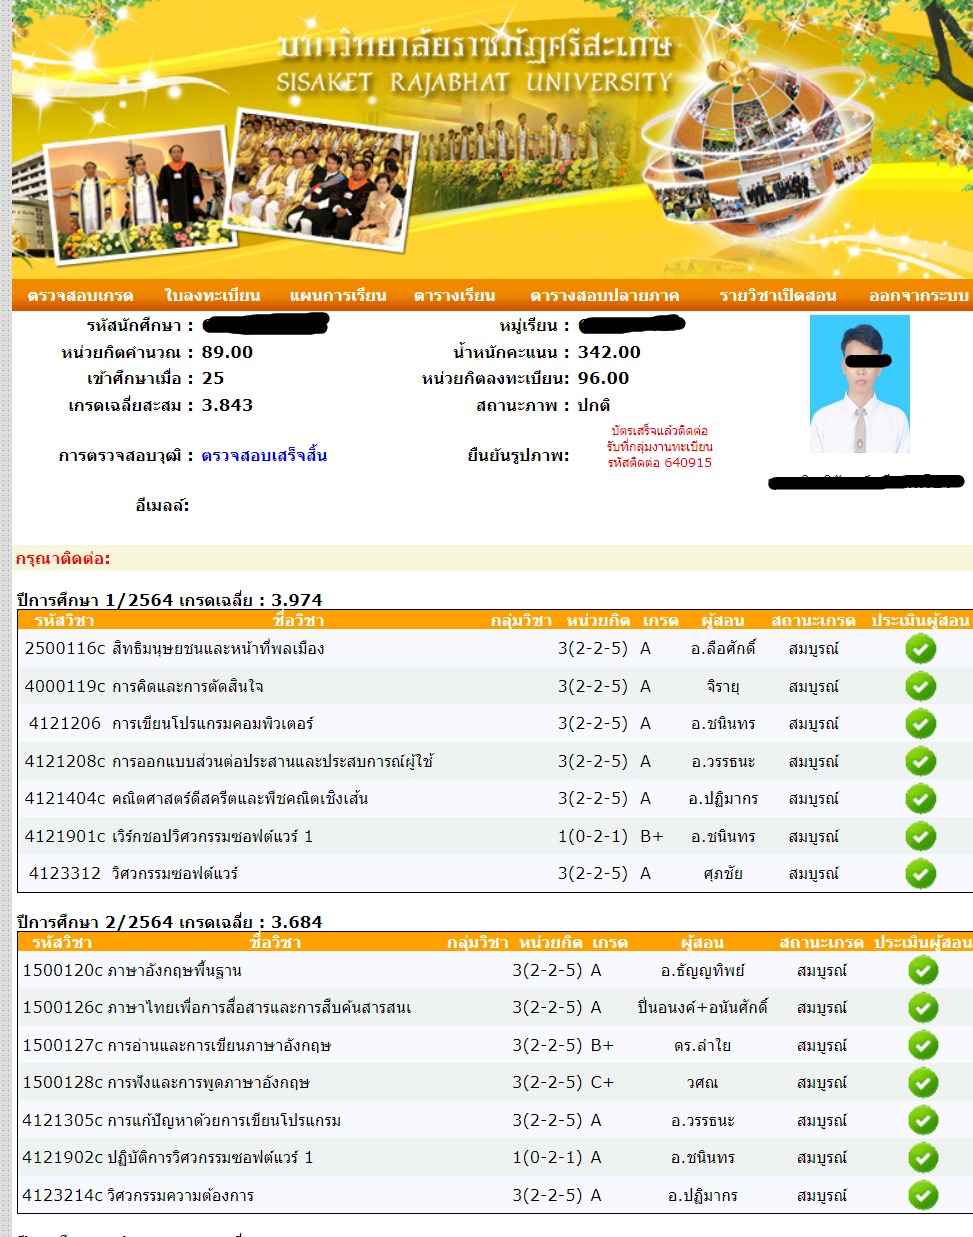 มหาวิทยาลัยราชภัฏศรีสะเกษ
SISAKET RAJABHAT UNIVERSITY
ตรวจสอบเกรด ใบลงทะเบียน แผนการเรียน ตารางเรียน ตารางสอบปลายภาค รายวิชาเปิดสอน ออกจากระบบ
รหัสนักศึกษา : หมู่เรียน :
หน่วยกิตคำนวณ : 89.00 น้ำหนักคะแนน : 342.00
เข้าศึกษาเมื่อ : 25 หน่วยกิตลงทะเบียน: 96.00
เกรดเฉลี่ยสะสม : 3.843 สถานะภาพ : ปกติ
การตรวจสอบวุฒิ : ตรวจสอบเสร็จสิ้น ยืนยันรูปภาพ: บัตรเสร็จแล้วติดต่อ
รับที่กลุ่มงานทะเบียน
รหัสติดต่อ 640915
อีเมลล์:
กรุณาติดต่อ:
ปีการศึกษา 1/2564 เกรดเฉลี่ย : 3.974
รหัสวิชา ชื่อวิชา กลุ่มวิชา หน่วยกิต เกรด ผู้สอน สถานะเกรด ประเมินผู้สอน
2500116c สิทธิมนุษยชนและหน้าที่พลเมือง 3(2-2-5) A อ.ลือศักดิ์ สมบูรณ์
4000119c การคิดและการตัดสินใจ 3(2-2-5) A จิรายุ สมบูรณ์
4121206 การเขียนโปรแกรมคอมพิวเตอร์ 3(2-2-5) A อ.ชนินทร สมบูรณ์
4121208c การออกแบบส่วนต่อประสานและประสบการณ์ผู้ใช้ 3(2-2-5) A อ.วรรธนะ สมบูรณ์
4121404c คณิตศาสตร์ดีสครีตและพีชคณิตเชิงเส้น 3(2-2-5) A อ.ปฏิมากร สมบูรณ์
4121901c เวิร์กชอปวิศวกรรมซอฟต์แวร์ 1 1(0-2-1) B+ อ.ชนินทร สมบูรณ์
4123312 วิศวกรรมซอฟต์แวร์ 3(2-2-5) A ศุภชัย สมบูรณ์
ปีการศึกษา 2/2564 เกรดเฉลี่ย : 3.684
รหัสวิชา ชื่อวิชา กลุ่มวิชา หน่วยกิต เกรด ผู้สอน สถานะเกรด ประเมินผู้สอน
1500120c ภาษาอังกฤษพื้นฐาน 3(2-2-5) A อ.ธัญญทิพย์ สมบูรณ์
1500126c ภาษาไทยเพื่อการสื่อสารและการสืบค้นสารสนเ 3(2-2-5) A ปิ่นอนงค์+อนันศักดิ์ สมบูรณ์
1500127c การอ่านและการเขียนภาษาอังกฤษ 3(2-2-5) B+ ดร.ลำใย สมบูรณ์
1500128c การฟังและการพูดภาษาอังกฤษ 3(2-2-5) C+ วศณ สมบูรณ์
4121305c การแก้ปัญหาด้วยการเขียนโปรแกรม 3(2-2-5) A อ.วรรธนะ สมบูรณ์
4121902c ปฏิบัติการวิศวกรรมซอฟต์แวร์ 1 1(0-2-1) A อ.ชนินทร สมบูรณ์
4123214c วิศวกรรมความต้องการ 3(2-2-5) A อ.ปฏิมากร สมบูรณ์